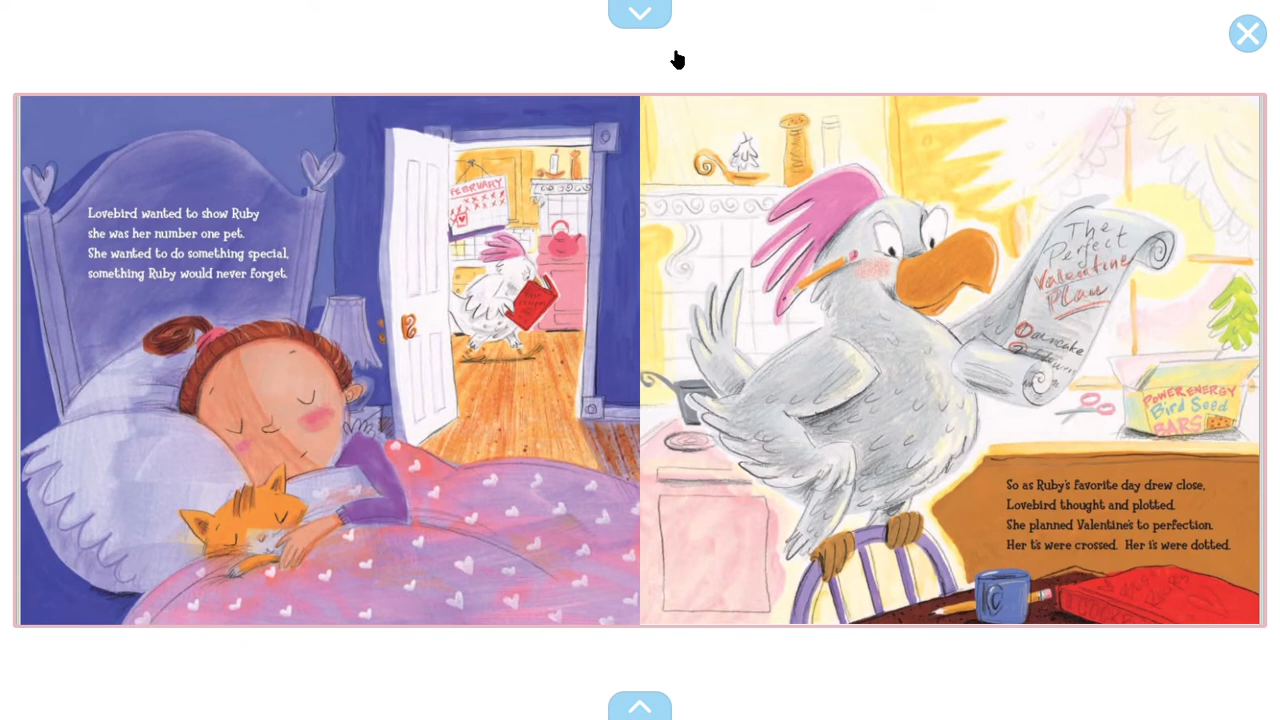 Lovebird wanted to show Ruby
she was her number one pet.
She wanted to do something special,
something Ruby would never forget.
FEBRUARY
The
Perfect
Valentine
Plan
Pancake
POWER ENERGY
Bird Seed
BARS
So as Ruby's favorite day drew close,
Lovebird thought and plotted.
She planned Valentine's to perfection.
Her t's were crossed. Her i's were dotted.